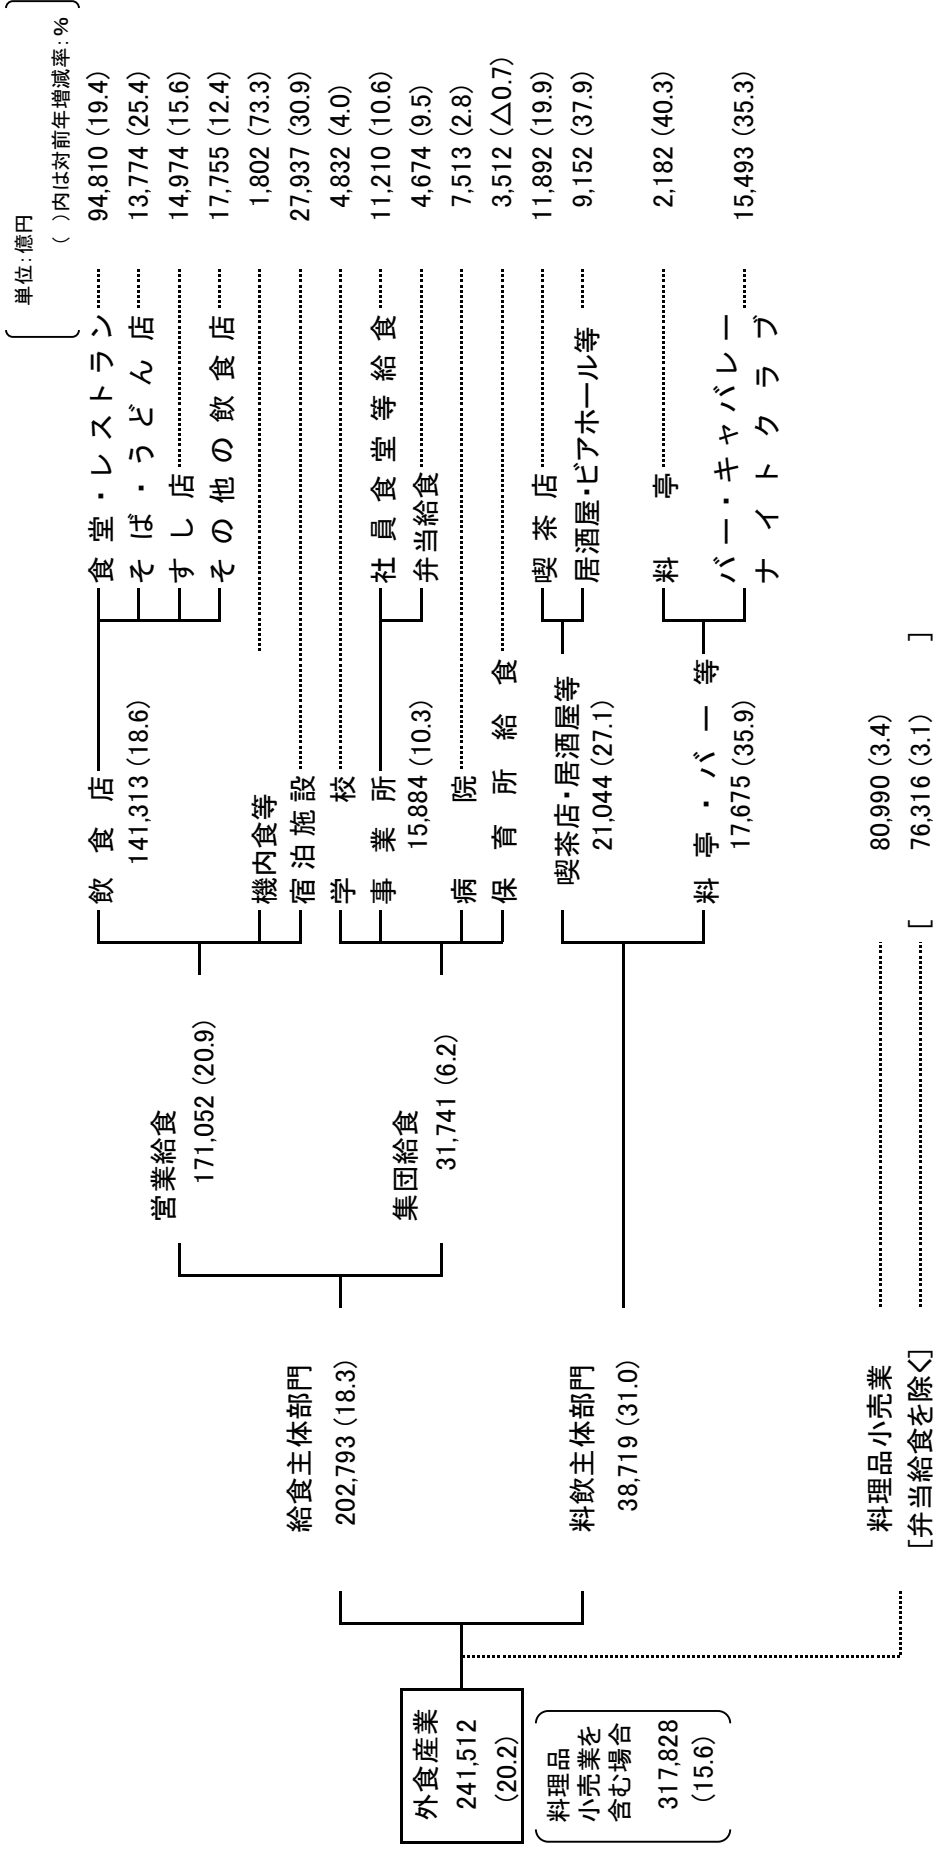 単位:億円
( )内は対前年増減率:%
外食産業
241,512
(20.2)
料理品
小売業を
含む場合
317,828
(15.6)
給食主体部門
202,793 (18.3)
営業給食
171,052 (20.9)
飲食店
141,313 (18.6)
食堂・レストラン 94,810 (19.4)
そば・うどん店 13,774 (25.4)
すし店 14,974 (15.6)
その他の飲食店 17,755 (12.4)
機内食等 1,802 (73.3)
宿泊施設 27,937 (30.9)
集団給食
31,741 (6.2)
学校 4,832 (4.0)
事業所
15,884 (10.3)
社員食堂等給食 11,210 (10.6)
弁当給食 4,674 (9.5)
病院 7,513 (2.8)
保育所給食 3,512 (△0.7)
料飲主体部門
38,719 (31.0)
喫茶店・居酒屋等
21,044 (27.1)
喫茶店 11,892 (19.9)
居酒屋・ビアホール等 9,152 (37.9)
料亭・バー等
17,675 (35.9)
料亭 2,182 (40.3)
バー・キャバレー 15,493 (35.3)
ナイトクラブ
料理品小売業 80,990 (3.4)
[弁当給食を除く] [ 76,316 (3.1) ]